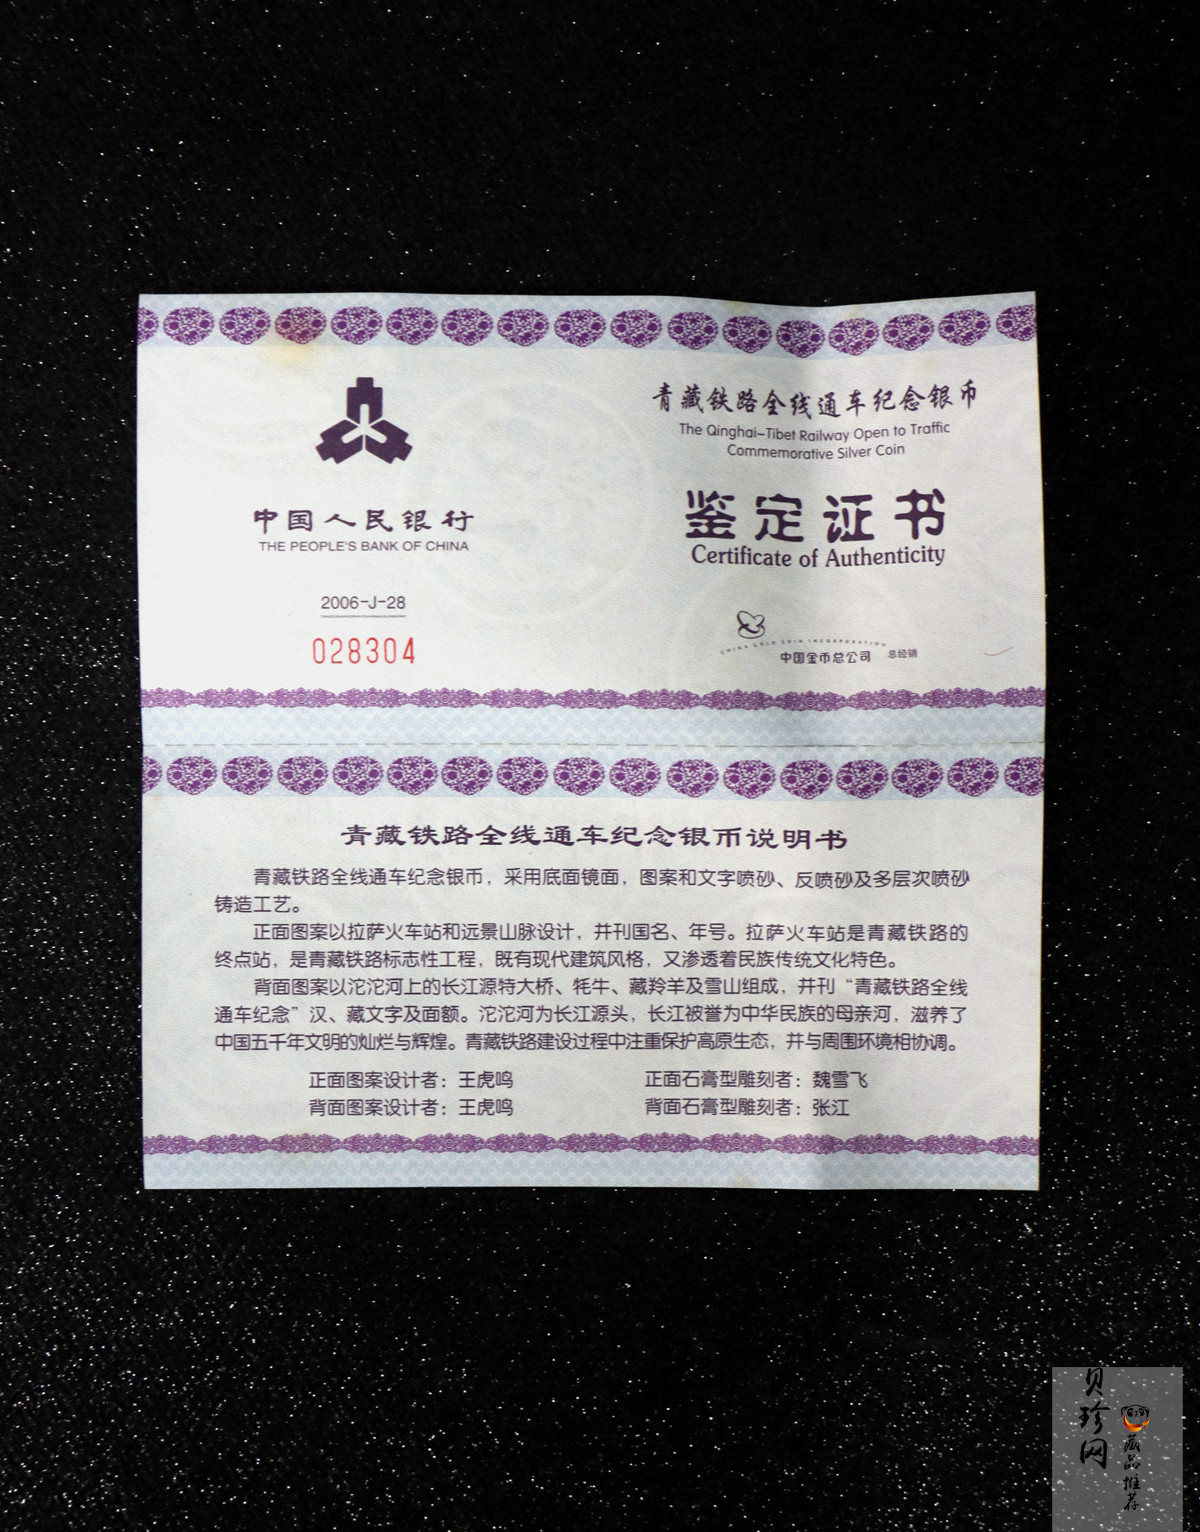 中国人民银行
THE PEOPLE'S BANK OF CHINA
2006-J-28
028304
青藏铁路全线通车纪念银币
The Qinghai-Tibet Railway Open to Traffic
Commemorative Silver Coin
鉴定证书
Certificate of Authenticity
CHINA GOLD COIN INCORPORATION
中国金币总公司 总经销
青藏铁路全线通车纪念银币说明书
青藏铁路全线通车纪念银币，采用底面镜面，图案和文字喷砂、反喷砂及多层次喷砂
铸造工艺。
正面图案以拉萨火车站和远景山脉设计，并刊国名、年号。拉萨火车站是青藏铁路的
终点站，是青藏铁路标志性工程，既有现代建筑风格，又渗透着民族传统文化特色。
背面图案以沱沱河上的长江源特大桥、牦牛、藏羚羊及雪山组成，并刊“青藏铁路全线
通车纪念”汉、藏文字及面额。沱沱河为长江源头，长江被誉为中华民族的母亲河，滋养了
中国五千年文明的灿烂与辉煌。青藏铁路建设过程中注重保护高原生态，并与周围环境相协调。
正面图案设计者：王虎鸣 正面石膏型雕刻者：魏雪飞
背面图案设计者：王虎鸣 背面石膏型雕刻者：张江
贝珍网
藏品推荐